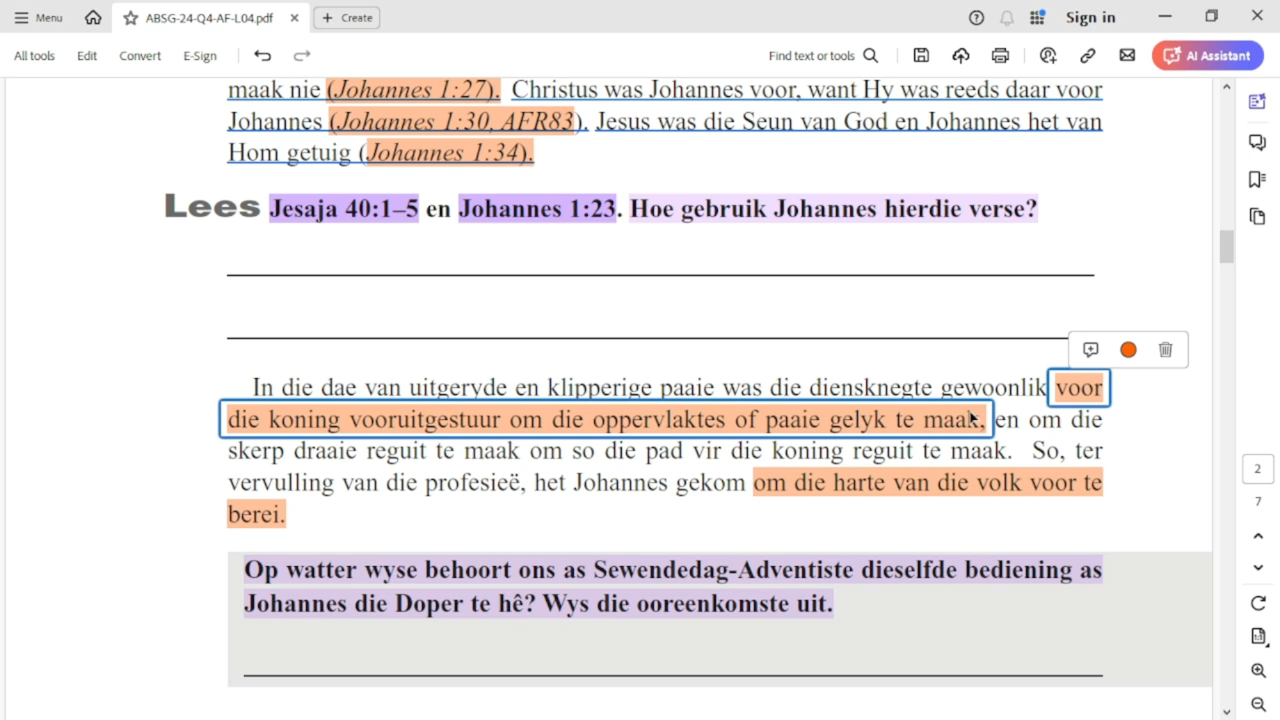 Menu
ABSG-24-Q4-AF-L04.pdf
Create
Sign in
All tools
Edit
Convert
E-Sign
Find text or tools
AI Assistant
maak nie (Johannes 1:27). Christus was Johannes voor, want Hy was reeds daar voor
Johannes (Johannes 1:30, AFR83). Jesus was die Seun van God en Johannes het van
Hom getuig (Johannes 1:34).
Lees Jesaja 40:1–5 en Johannes 1:23. Hoe gebruik Johannes hierdie verse?
In die dae van uitgeryde en klipperige paaie was die diensknegte gewoonlik voor
die koning vooruitgestuur om die oppervlaktes of paaie gelyk te maak, en om die
skerp draaie reguit te maak om so die pad vir die koning reguit te maak. So, ter
vervulling van die profesieë, het Johannes gekom om die harte van die volk voor te
berei.
Op watter wyse behoort ons as Sewendedag-Adventiste dieselfde bediening as
Johannes die Doper te hê? Wys die ooreenkomste uit.
2
7